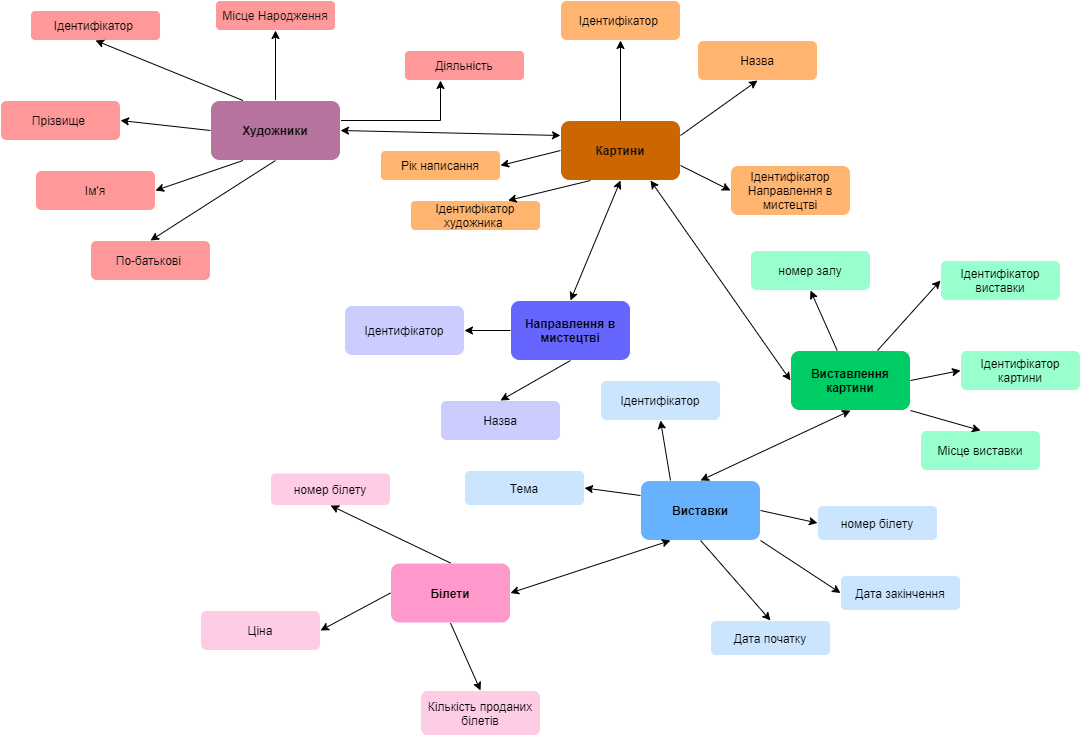 Ідентифікатор
Місце Народження
Діяльність
Прізвище
Художники
Ім'я
По-батькові
Ідентифікатор
Назва
Картини
Рік написання
Ідентифікатор
художника
Ідентифікатор
Направлення в
мистецтві
Ідентифікатор
Направлення в
мистецтві
Назва
номер залу
Ідентифікатор
виставки
Виставлення
картини
Ідентифікатор
картини
Місце виставки
Ідентифікатор
Тема
Виставки
номер білету
Дата закінчення
Дата початку
номер білету
Білети
Ціна
Кількість проданих
білетів